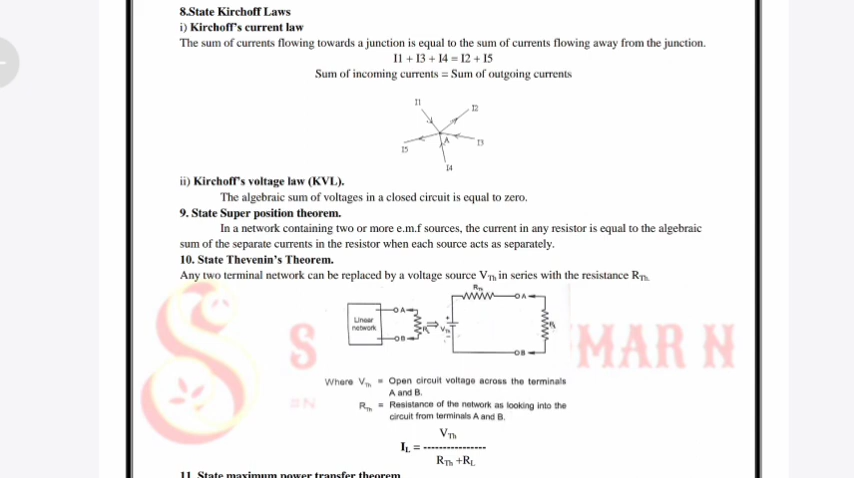 8.State Kirchoff Laws
i) Kirchoff's current law
The sum of currents flowing towards a junction is equal to the sum of currents flowing away from the junction.
I1 + I3 + I4 = I2 + I5
Sum of incoming currents = Sum of outgoing currents
I1
I2
A
I3
I5
I4
ii) Kirchoff's voltage law (KVL).
The algebraic sum of voltages in a closed circuit is equal to zero.
9. State Super position theorem.
In a network containing two or more e.m.f sources, the current in any resistor is equal to the algebraic
sum of the separate currents in the resistor when each source acts as separately.
10. State Thevenin's Theorem.
Any two terminal network can be replaced by a voltage source VTh in series with the resistance RTh.
RTh
A
A
Linear
network
VTh
B
B
S MAR N
Where VTh = Open circuit voltage across the terminals
A and B.
RTh = Resistance of the network as looking into the
circuit from terminals A and B.
VTh
IL = ----------------
RTh +RL
11. State maximum power transfer theorem